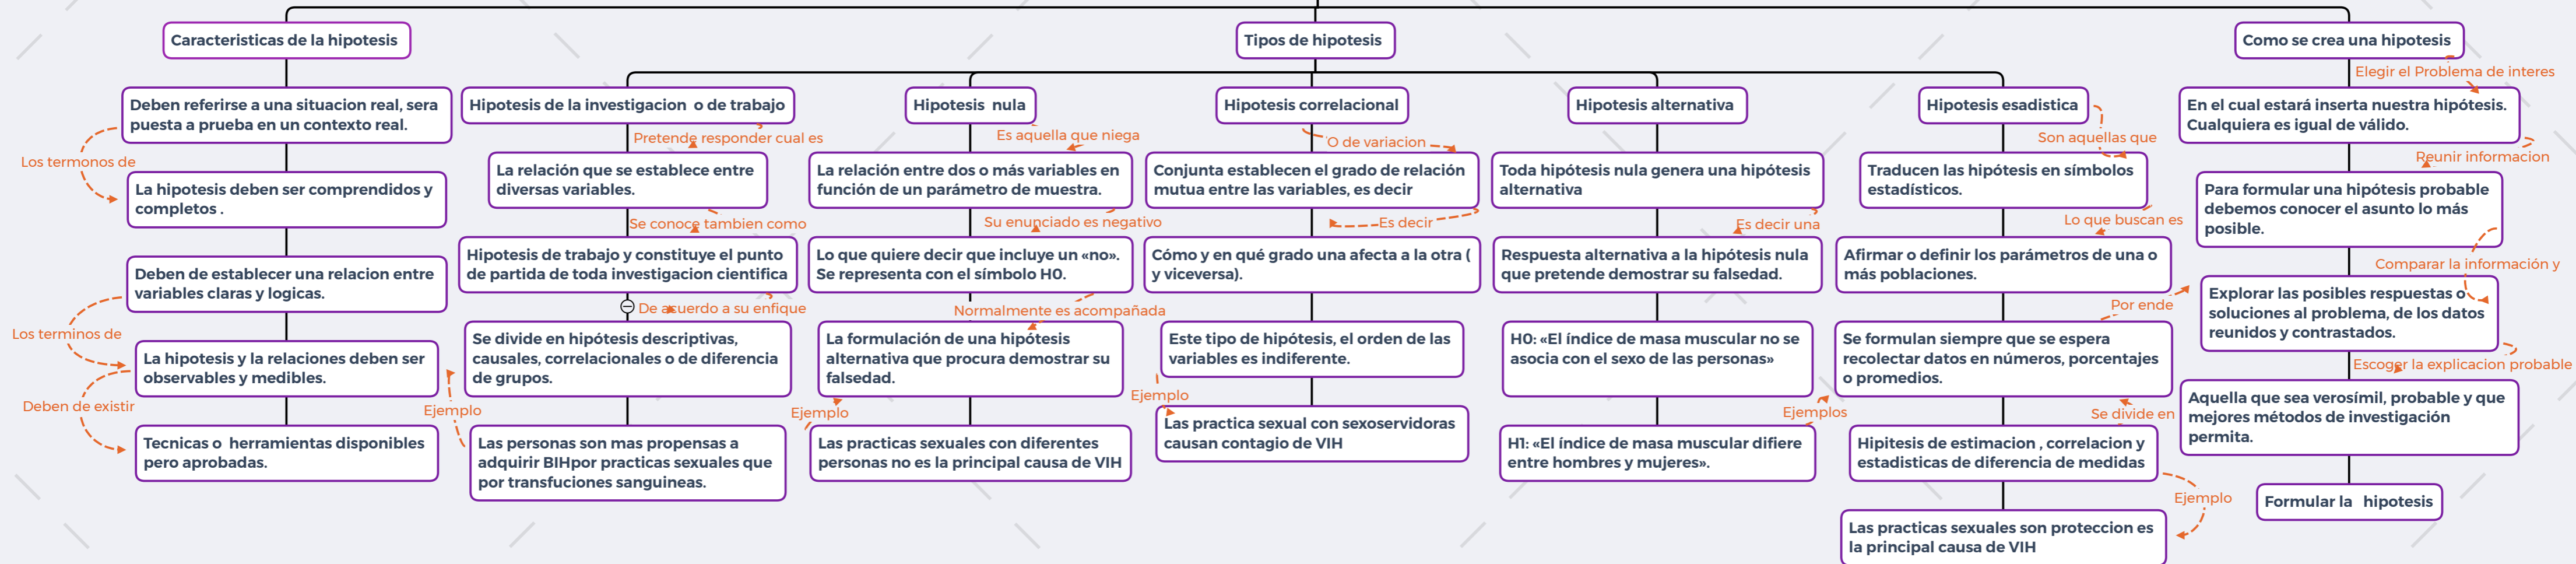 Caracteristicas de la hipotesis
Deben referirse a una situacion real, sera
puesta a prueba en un contexto real.
Los termonos de
La hipotesis deben ser comprendidos y
completos .
Deben de establecer una relacion entre
variables claras y logicas.
Los terminos de
La hipotesis y la relaciones deben ser
observables y medibles.
Deben de existir
Tecnicas o herramientas disponibles
pero aprobadas.
Tipos de hipotesis
Hipotesis de la investigacion o de trabajo
Pretende responder cual es
La relación que se establece entre
diversas variables.
Se conoce tambien como
Hipotesis de trabajo y constituye el punto
de partida de toda investigacion cientifica
De acuerdo a su enfique
Se divide en hipótesis descriptivas,
causales, correlacionales o de diferencia
de grupos.
Ejemplo
Las personas son mas propensas a
adquirir BIHpor practicas sexuales que
por transfuciones sanguineas.
Hipotesis nula
Es aquella que niega
La relación entre dos o más variables en
función de un parámetro de muestra.
Su enunciado es negativo
Lo que quiere decir que incluye un «no».
Se representa con el símbolo H0.
Normalmente es acompañada
La formulación de una hipótesis
alternativa que procura demostrar su
falsedad.
Ejemplo
Las practicas sexuales con diferentes
personas no es la principal causa de VIH
Hipotesis correlacional
O de variacion
Conjunta establecen el grado de relación
mutua entre las variables, es decir
Es decir
Cómo y en qué grado una afecta a la otra (
y viceversa).
Este tipo de hipótesis, el orden de las
variables es indiferente.
Ejemplo
Las practica sexual con sexoservidoras
causan contagio de VIH
Hipotesis alternativa
Toda hipótesis nula genera una hipótesis
alternativa
Es decir una
Respuesta alternativa a la hipótesis nula
que pretende demostrar su falsedad.
H0: «El índice de masa muscular no se
asocia con el sexo de las personas»
Ejemplos
H1: «El índice de masa muscular difiere
entre hombres y mujeres».
Hipotesis esadistica
Son aquellas que
Traducen las hipótesis en símbolos
estadísticos.
Lo que buscan es
Afirmar o definir los parámetros de una o
más poblaciones.
Por ende
Se formulan siempre que se espera
recolectar datos en números, porcentajes
o promedios.
Se divide en
Hipitesis de estimacion , correlacion y
estadisticas de diferencia de medidas
Ejemplo
Las practicas sexuales son proteccion es
la principal causa de VIH
Como se crea una hipotesis
Elegir el Problema de interes
En el cual estará inserta nuestra hipótesis.
Cualquiera es igual de válido.
Reunir informacion
Para formular una hipótesis probable
debemos conocer el asunto lo más
posible.
Comparar la información y
Explorar las posibles respuestas o
soluciones al problema, de los datos
reunidos y contrastados.
Escoger la explicacion probable
Aquella que sea verosímil, probable y que
mejores métodos de investigación
permita.
Formular la hipotesis